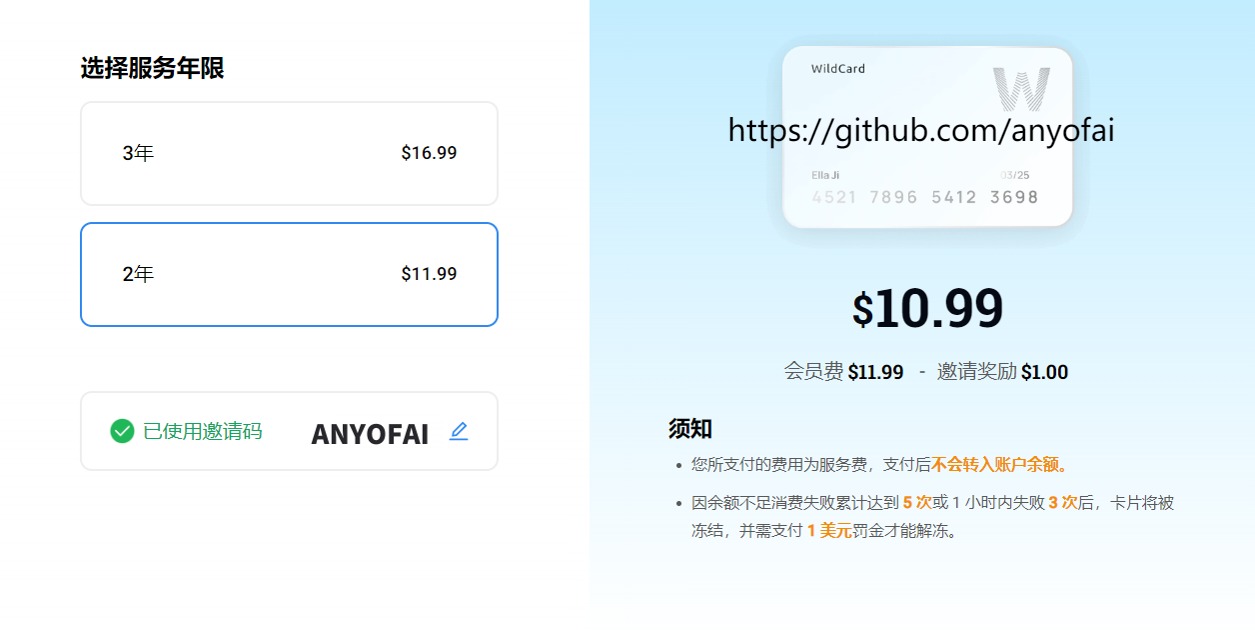 选择服务年限
3年 $16.99
2年 $11.99
已使用邀请码 ANYOFAI
WildCard
https://github.com/anyofai
Ella Ji 03/25
4521 7896 5412 3698
$10.99
会员费 $11.99 - 邀请奖励 $1.00
须知
您所支付的费用为服务费，支付后不会转入账户余额。
因余额不足消费失败累计达到 5 次或 1 小时内失败 3 次后，卡片将被
冻结，并需支付 1 美元罚金才能解冻。